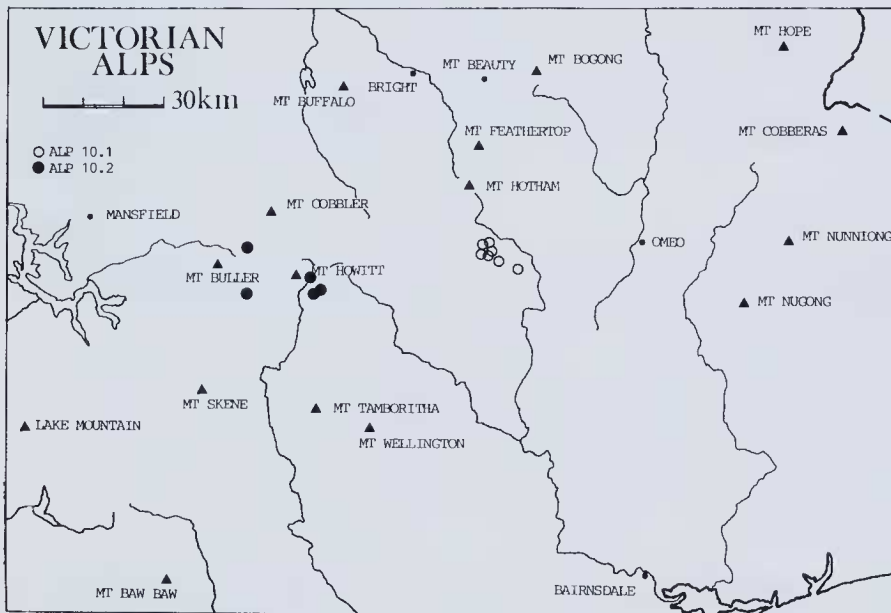 VICTORIAN
ALPS
30km
ALP 10.1
ALP 10.2
MT HOPE
MT BEAUTY
MT BOGONG
BRIGHT
MT BUFFALO
MT FEATHERTOP
MT COBBERAS
MT HOTHAM
MT COBBLER
MANSFIELD
OMEO
MT NUNNIONG
MT BULLER
MT HOWITT
MT NUGONG
MT SKENE
MT TAMBORITHA
LAKE MOUNTAIN
MT WELLINGTON
MT BAW BAW
BAIRNSDALE